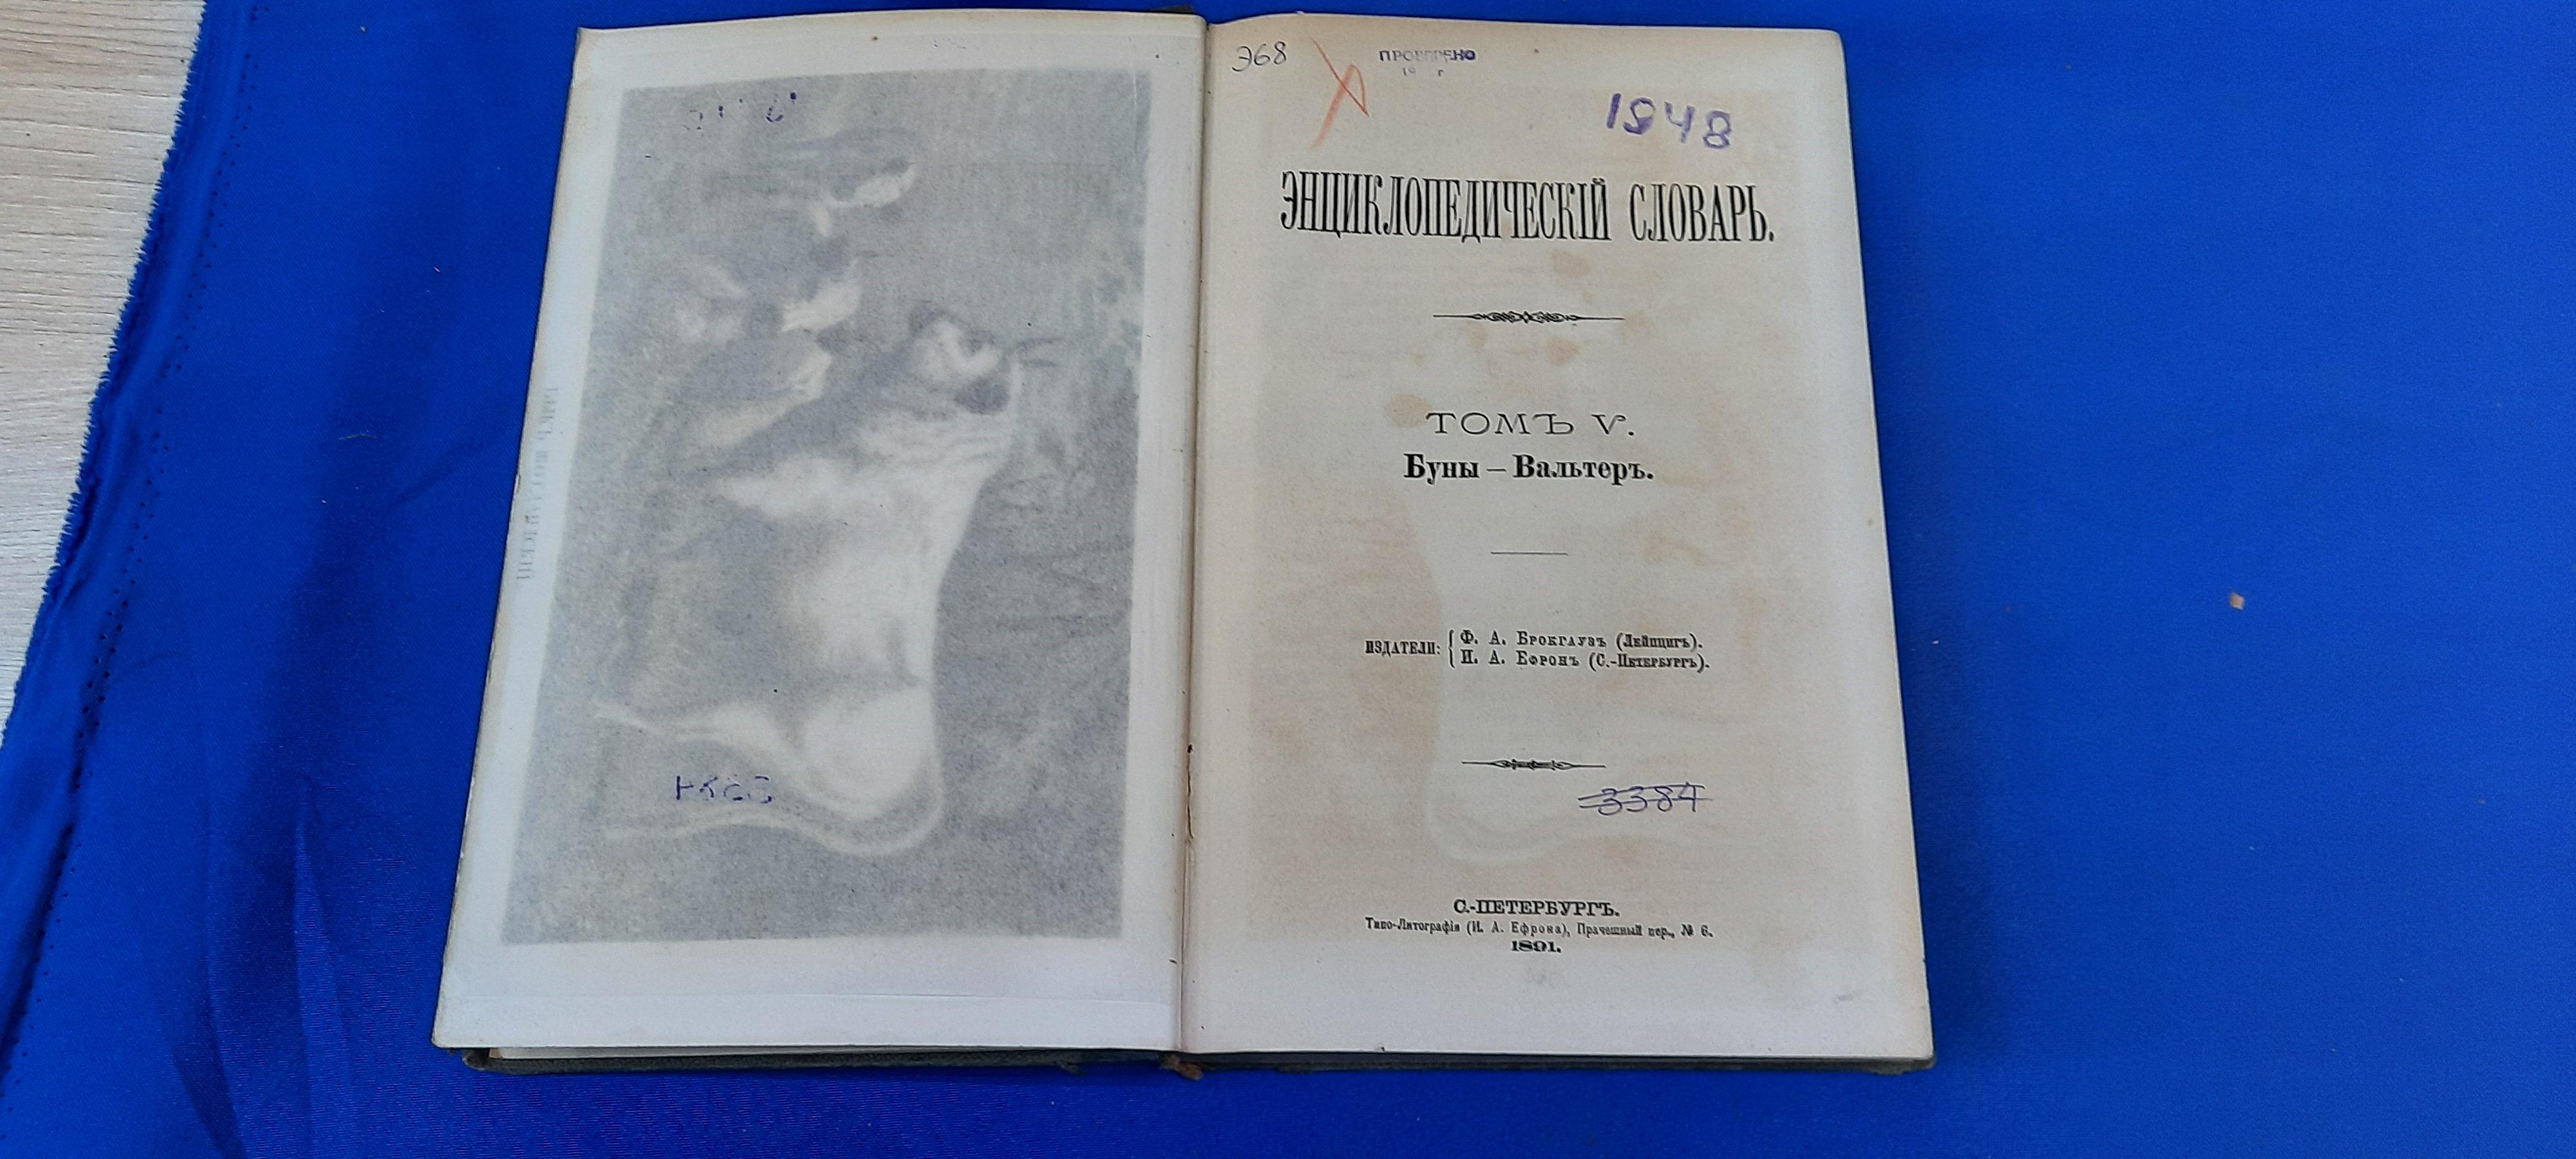 Э68
ПРОВЕРЕНО
19 г
1948
ЭНЦИКЛОПЕДИЧЕСКІЙ СЛОВАРЬ.
ТОМЪ V.
Буны – Вальтеръ.
ИЗДАТЕЛИ: { Ф. А. Брокгаузъ (Лейпцигъ).
И. А. Ефронъ (С.-Петербургъ).
3384
С.-ПЕТЕРБУРГЪ.
Типо-Литографія (И. А. Ефрона), Прачешный пер., № 6.
1891.